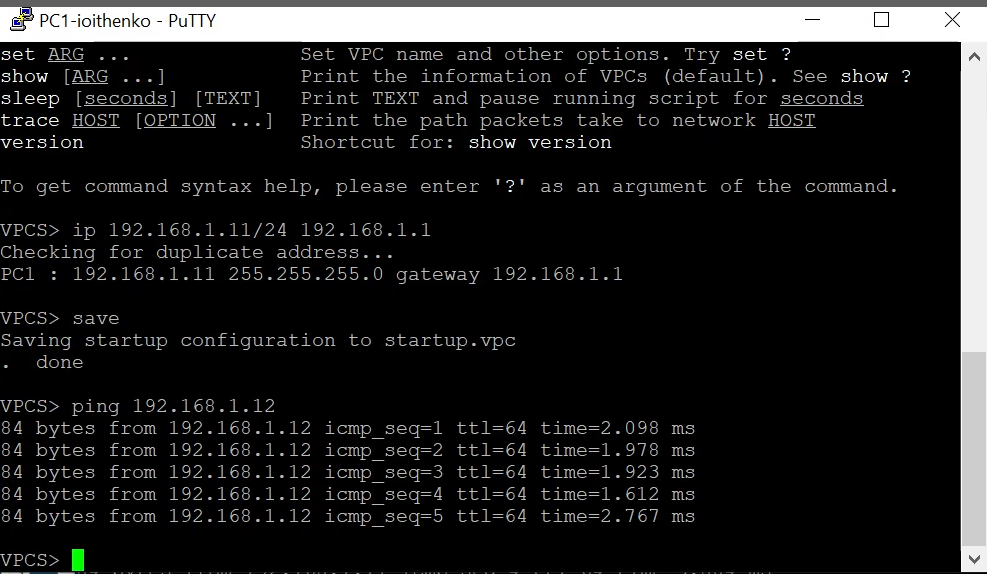 PC1-ioithenko - PuTTY
set ARG ... Set VPC name and other options. Try set ?
show [ARG ...] Print the information of VPCs (default). See show ?
sleep [seconds] [TEXT] Print TEXT and pause running script for seconds
trace HOST [OPTION ...] Print the path packets take to network HOST
version Shortcut for: show version
To get command syntax help, please enter '?' as an argument of the command.
VPCS> ip 192.168.1.11/24 192.168.1.1
Checking for duplicate address...
PC1 : 192.168.1.11 255.255.255.0 gateway 192.168.1.1
VPCS> save
Saving startup configuration to startup.vpc
. done
VPCS> ping 192.168.1.12
84 bytes from 192.168.1.12 icmp_seq=1 ttl=64 time=2.098 ms
84 bytes from 192.168.1.12 icmp_seq=2 ttl=64 time=1.978 ms
84 bytes from 192.168.1.12 icmp_seq=3 ttl=64 time=1.923 ms
84 bytes from 192.168.1.12 icmp_seq=4 ttl=64 time=1.612 ms
84 bytes from 192.168.1.12 icmp_seq=5 ttl=64 time=2.767 ms
VPCS>